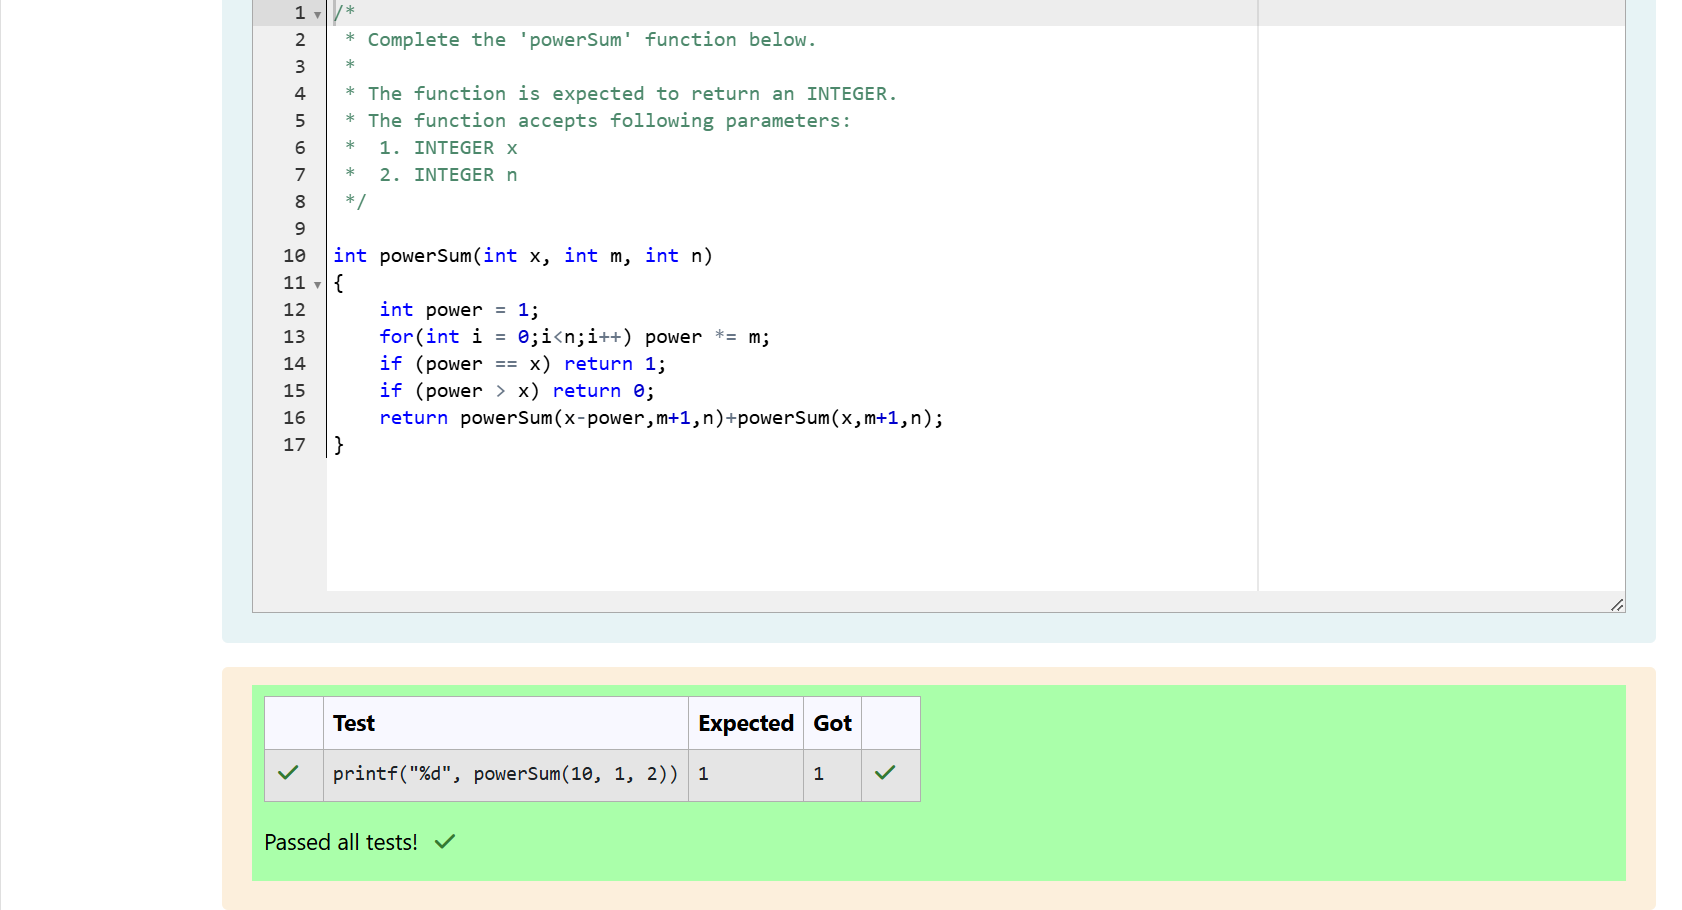 1 /*
2  * Complete the 'powerSum' function below.
3  *
4  * The function is expected to return an INTEGER.
5  * The function accepts following parameters:
6  *  1. INTEGER x
7  *  2. INTEGER n
8  */
9
10 int powerSum(int x, int m, int n)
11 {
12     int power = 1;
13     for(int i = 0;i<n;i++) power *= m;
14     if (power == x) return 1;
15     if (power > x) return 0;
16     return powerSum(x-power,m+1,n)+powerSum(x,m+1,n);
17 }
Test Expected Got
printf("%d", powerSum(10, 1, 2)) 1 1
Passed all tests!